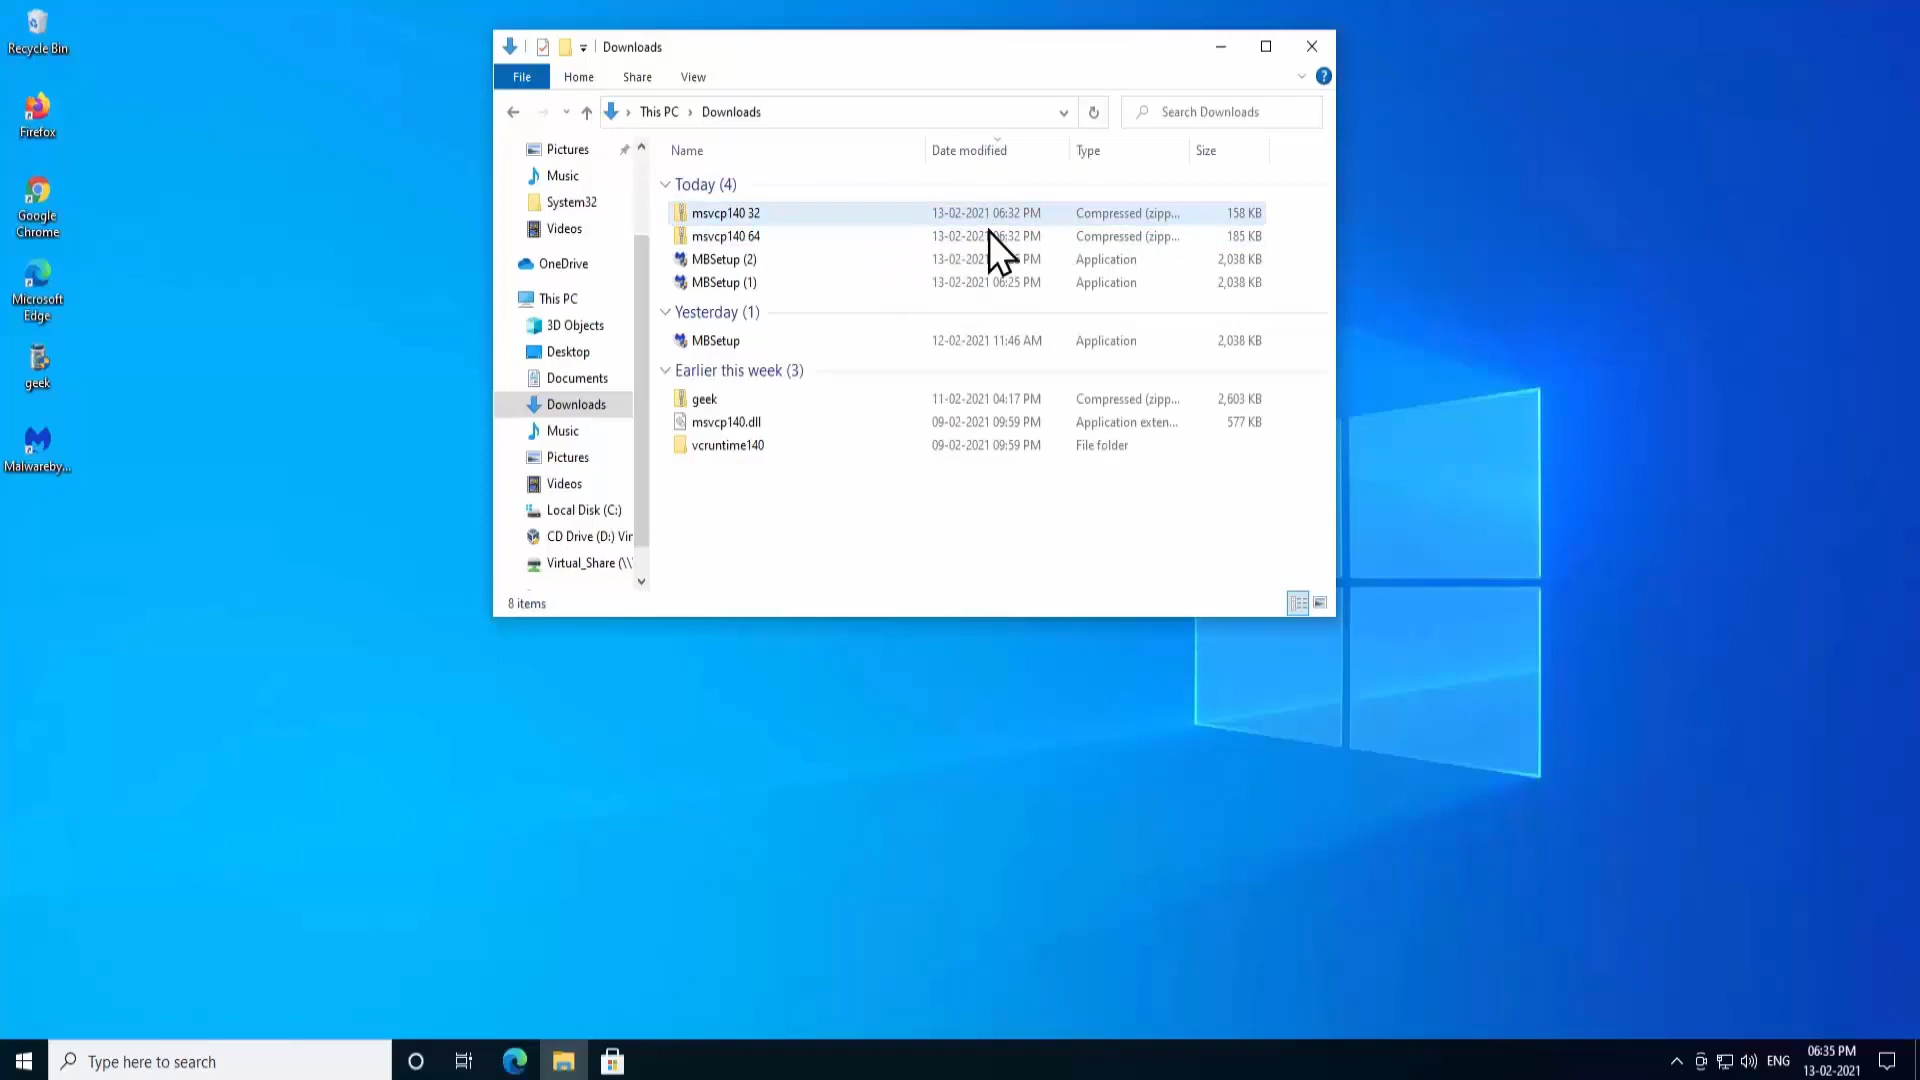 Recycle Bin
Firefox
Google
Chrome
Microsoft
Edge
geek
Malwareby...
Downloads
File Home Share View
This PC > Downloads
Search Downloads
Pictures
Music
System32
Videos
OneDrive
This PC
3D Objects
Desktop
Documents
Downloads
Music
Pictures
Videos
Local Disk (C:)
CD Drive (D:) Vir
Virtual_Share (\\
Name Date modified Type Size
Today (4)
msvcp140 32 13-02-2021 06:32 PM Compressed (zipp... 158 KB
msvcp140 64 13-02-2021 06:32 PM Compressed (zipp... 185 KB
MBSetup (2) 13-02- PM Application 2,038 KB
MBSetup (1) 13-02-2021 06:25 PM Application 2,038 KB
Yesterday (1)
MBSetup 12-02-2021 11:46 AM Application 2,038 KB
Earlier this week (3)
geek 11-02-2021 04:17 PM Compressed (zipp... 2,603 KB
msvcp140.dll 09-02-2021 09:59 PM Application exten... 577 KB
vcruntime140 09-02-2021 09:59 PM File folder
8 items
Type here to search
ENG
06:35 PM
13-02-2021